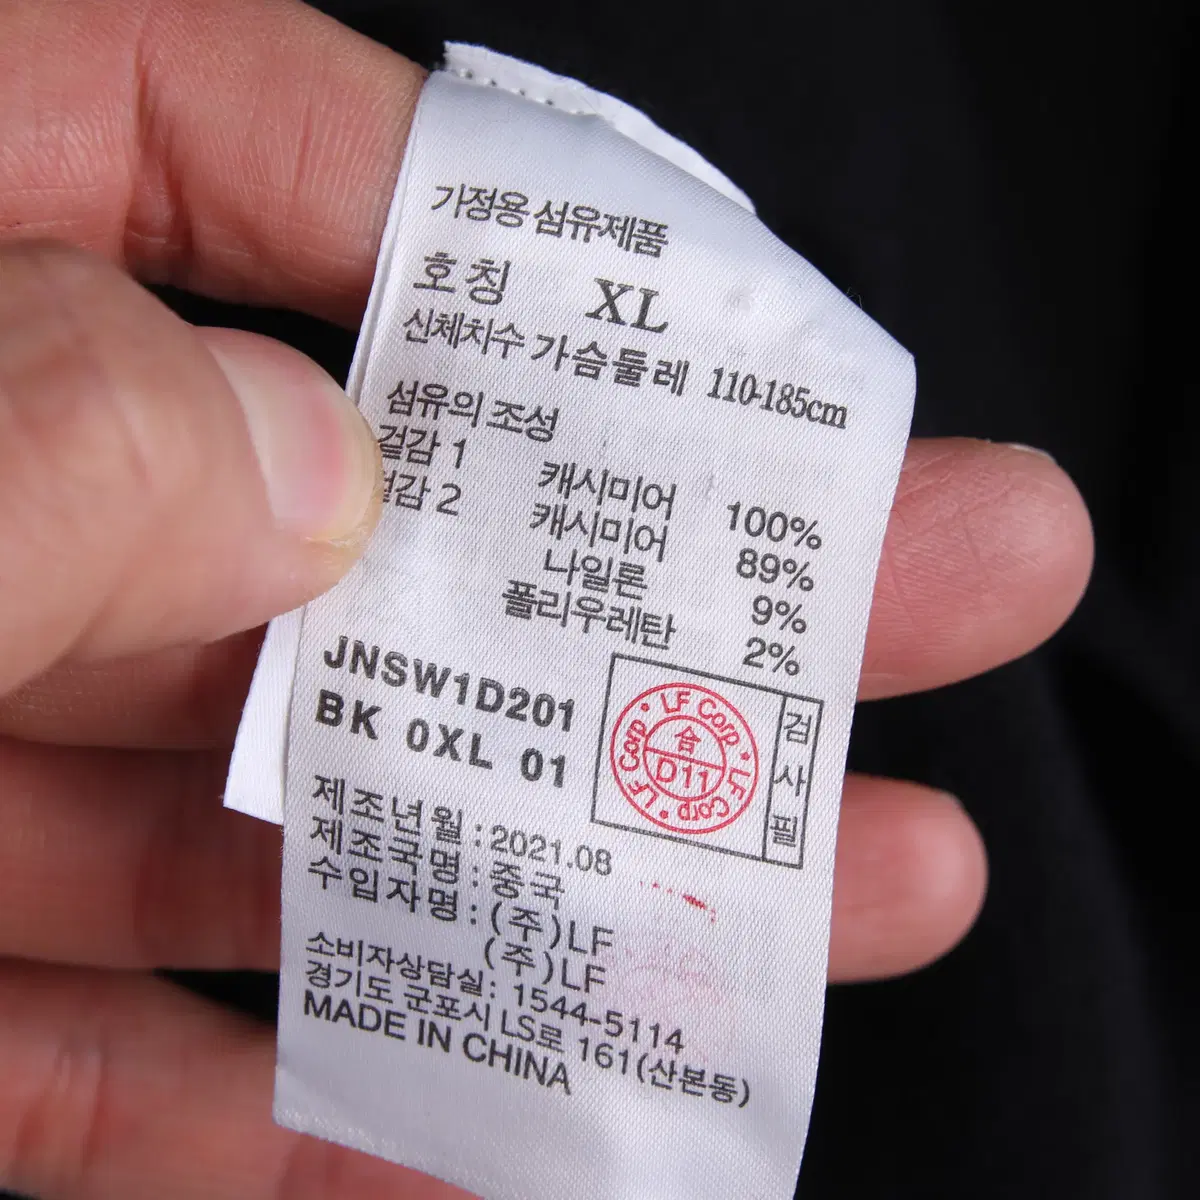 가정용 섬유제품
호칭 XL
신체치수 가슴둘레 110-185cm
섬유의 조성
겉감 1 캐시미어 100%
겉감 2 캐시미어 89%
나일론 9%
폴리우레탄 2%
JNSW1D201
BK 0XL 01
LF Corp · LF Corp · LF Corp ·
合
D11
검사필
제조년월 : 2021.08
제조국명 : 중국
수입자명 : (주)LF
(주)LF
소비자상담실: 1544-5114
경기도 군포시 LS로 161(산본동)
MADE IN CHINA